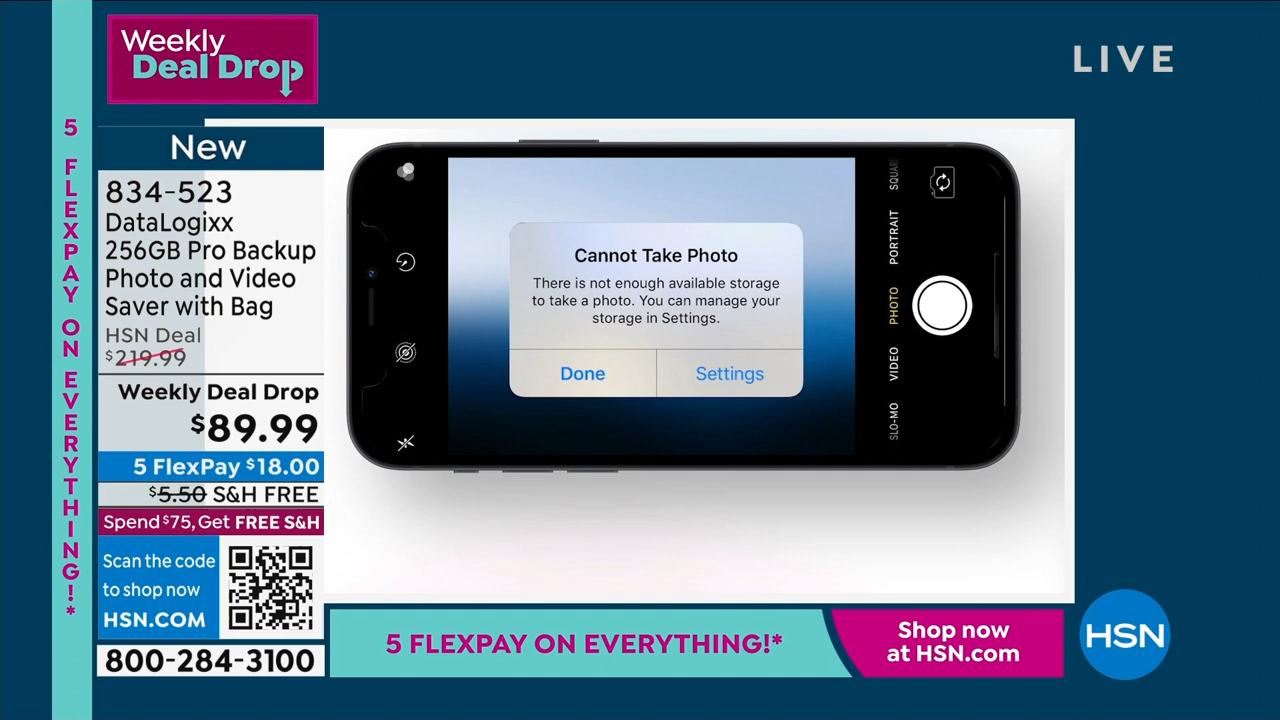 Weekly
Deal Drop
LIVE
5 FLEXPAY ON EVERYTHING!*
New
834-523
DataLogixx
256GB Pro Backup
Photo and Video
Saver with Bag
HSN Deal
$219.99
Weekly Deal Drop
$89.99
5 FlexPay $18.00
$5.50 S&H FREE
Spend $75, Get FREE S&H
Scan the code
to shop now
HSN.COM
800-284-3100
Cannot Take Photo
There is not enough available storage
to take a photo. You can manage your
storage in Settings.
Done Settings
SQUARE
PORTRAIT
PHOTO
VIDEO
SLO-MO
5 FLEXPAY ON EVERYTHING!*
Shop now
at HSN.com
HSN